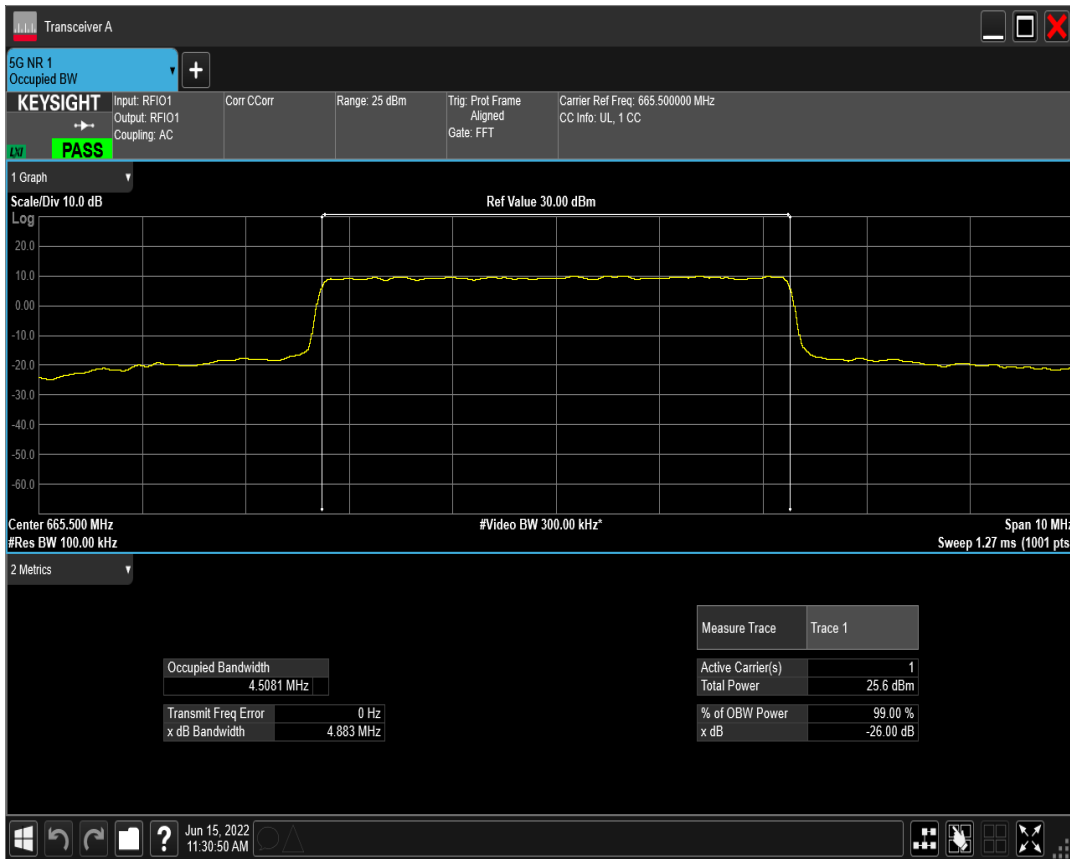 Transceiver A
5G NR 1
Occupied BW
+
KEYSIGHT
LXI
PASS
Input: RFIO1
Output: RFIO1
Coupling: AC
Corr CCorr
Range: 25 dBm
Trig: Prot Frame
Aligned
Gate: FFT
Carrier Ref Freq: 665.500000 MHz
CC Info: UL, 1 CC
1 Graph
Scale/Div 10.0 dB
Ref Value 30.00 dBm
Log
20.0
10.0
0.00
-10.0
-20.0
-30.0
-40.0
-50.0
-60.0
Center 665.500 MHz
#Video BW 300.00 kHz*
Span 10 MHz
#Res BW 100.00 kHz
Sweep 1.27 ms (1001 pts
2 Metrics
Measure Trace
Trace 1
Occupied Bandwidth
4.5081 MHz
Active Carrier(s)
1
Total Power
25.6 dBm
Transmit Freq Error
0 Hz
x dB Bandwidth
4.883 MHz
% of OBW Power
99.00 %
x dB
-26.00 dB
?
Jun 15, 2022
11:30:50 AM